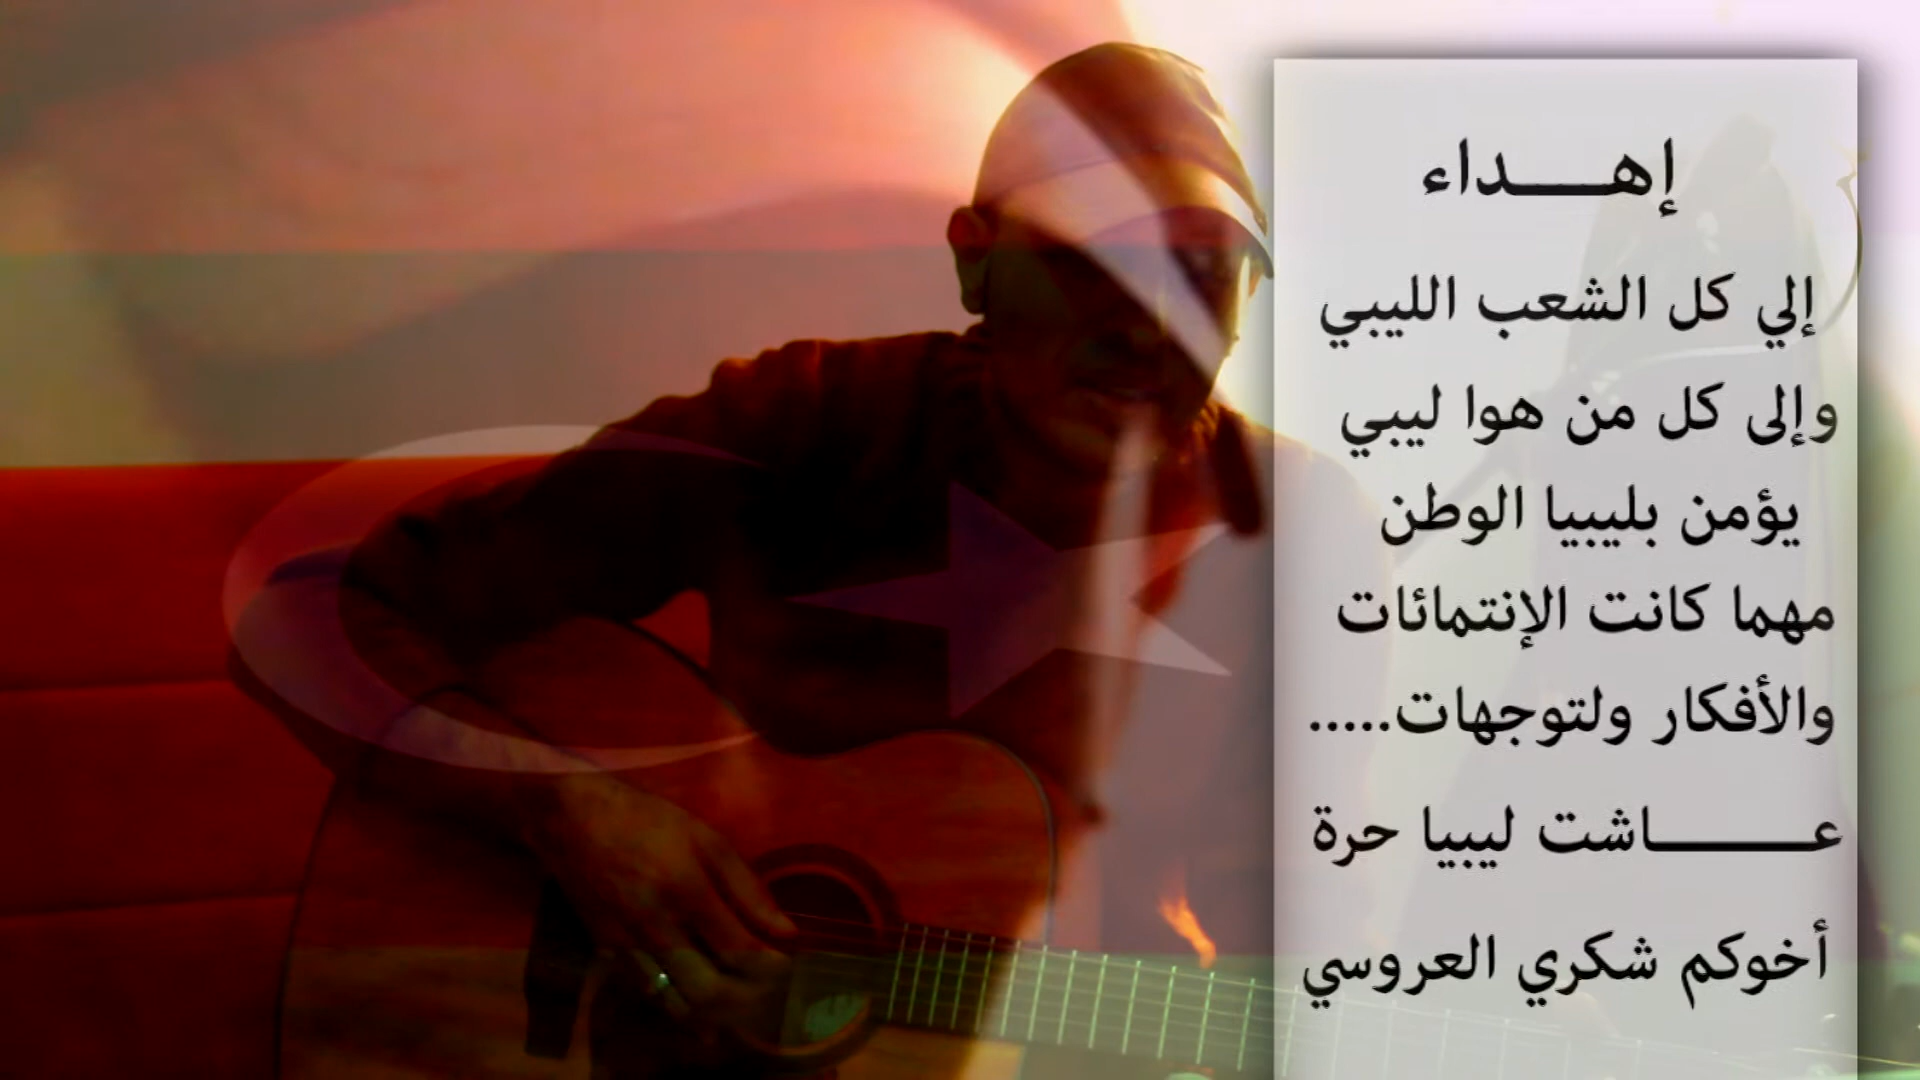 إهـــداء
إلي كل الشعب الليبي
وإلى كل من هوا ليبي
يؤمن بليبيا الوطن
مهما كانت الإنتمائات
والأفكار ولتوجهات.....
عـــــاشت ليبيا حرة
أخوكم شكري العروسي